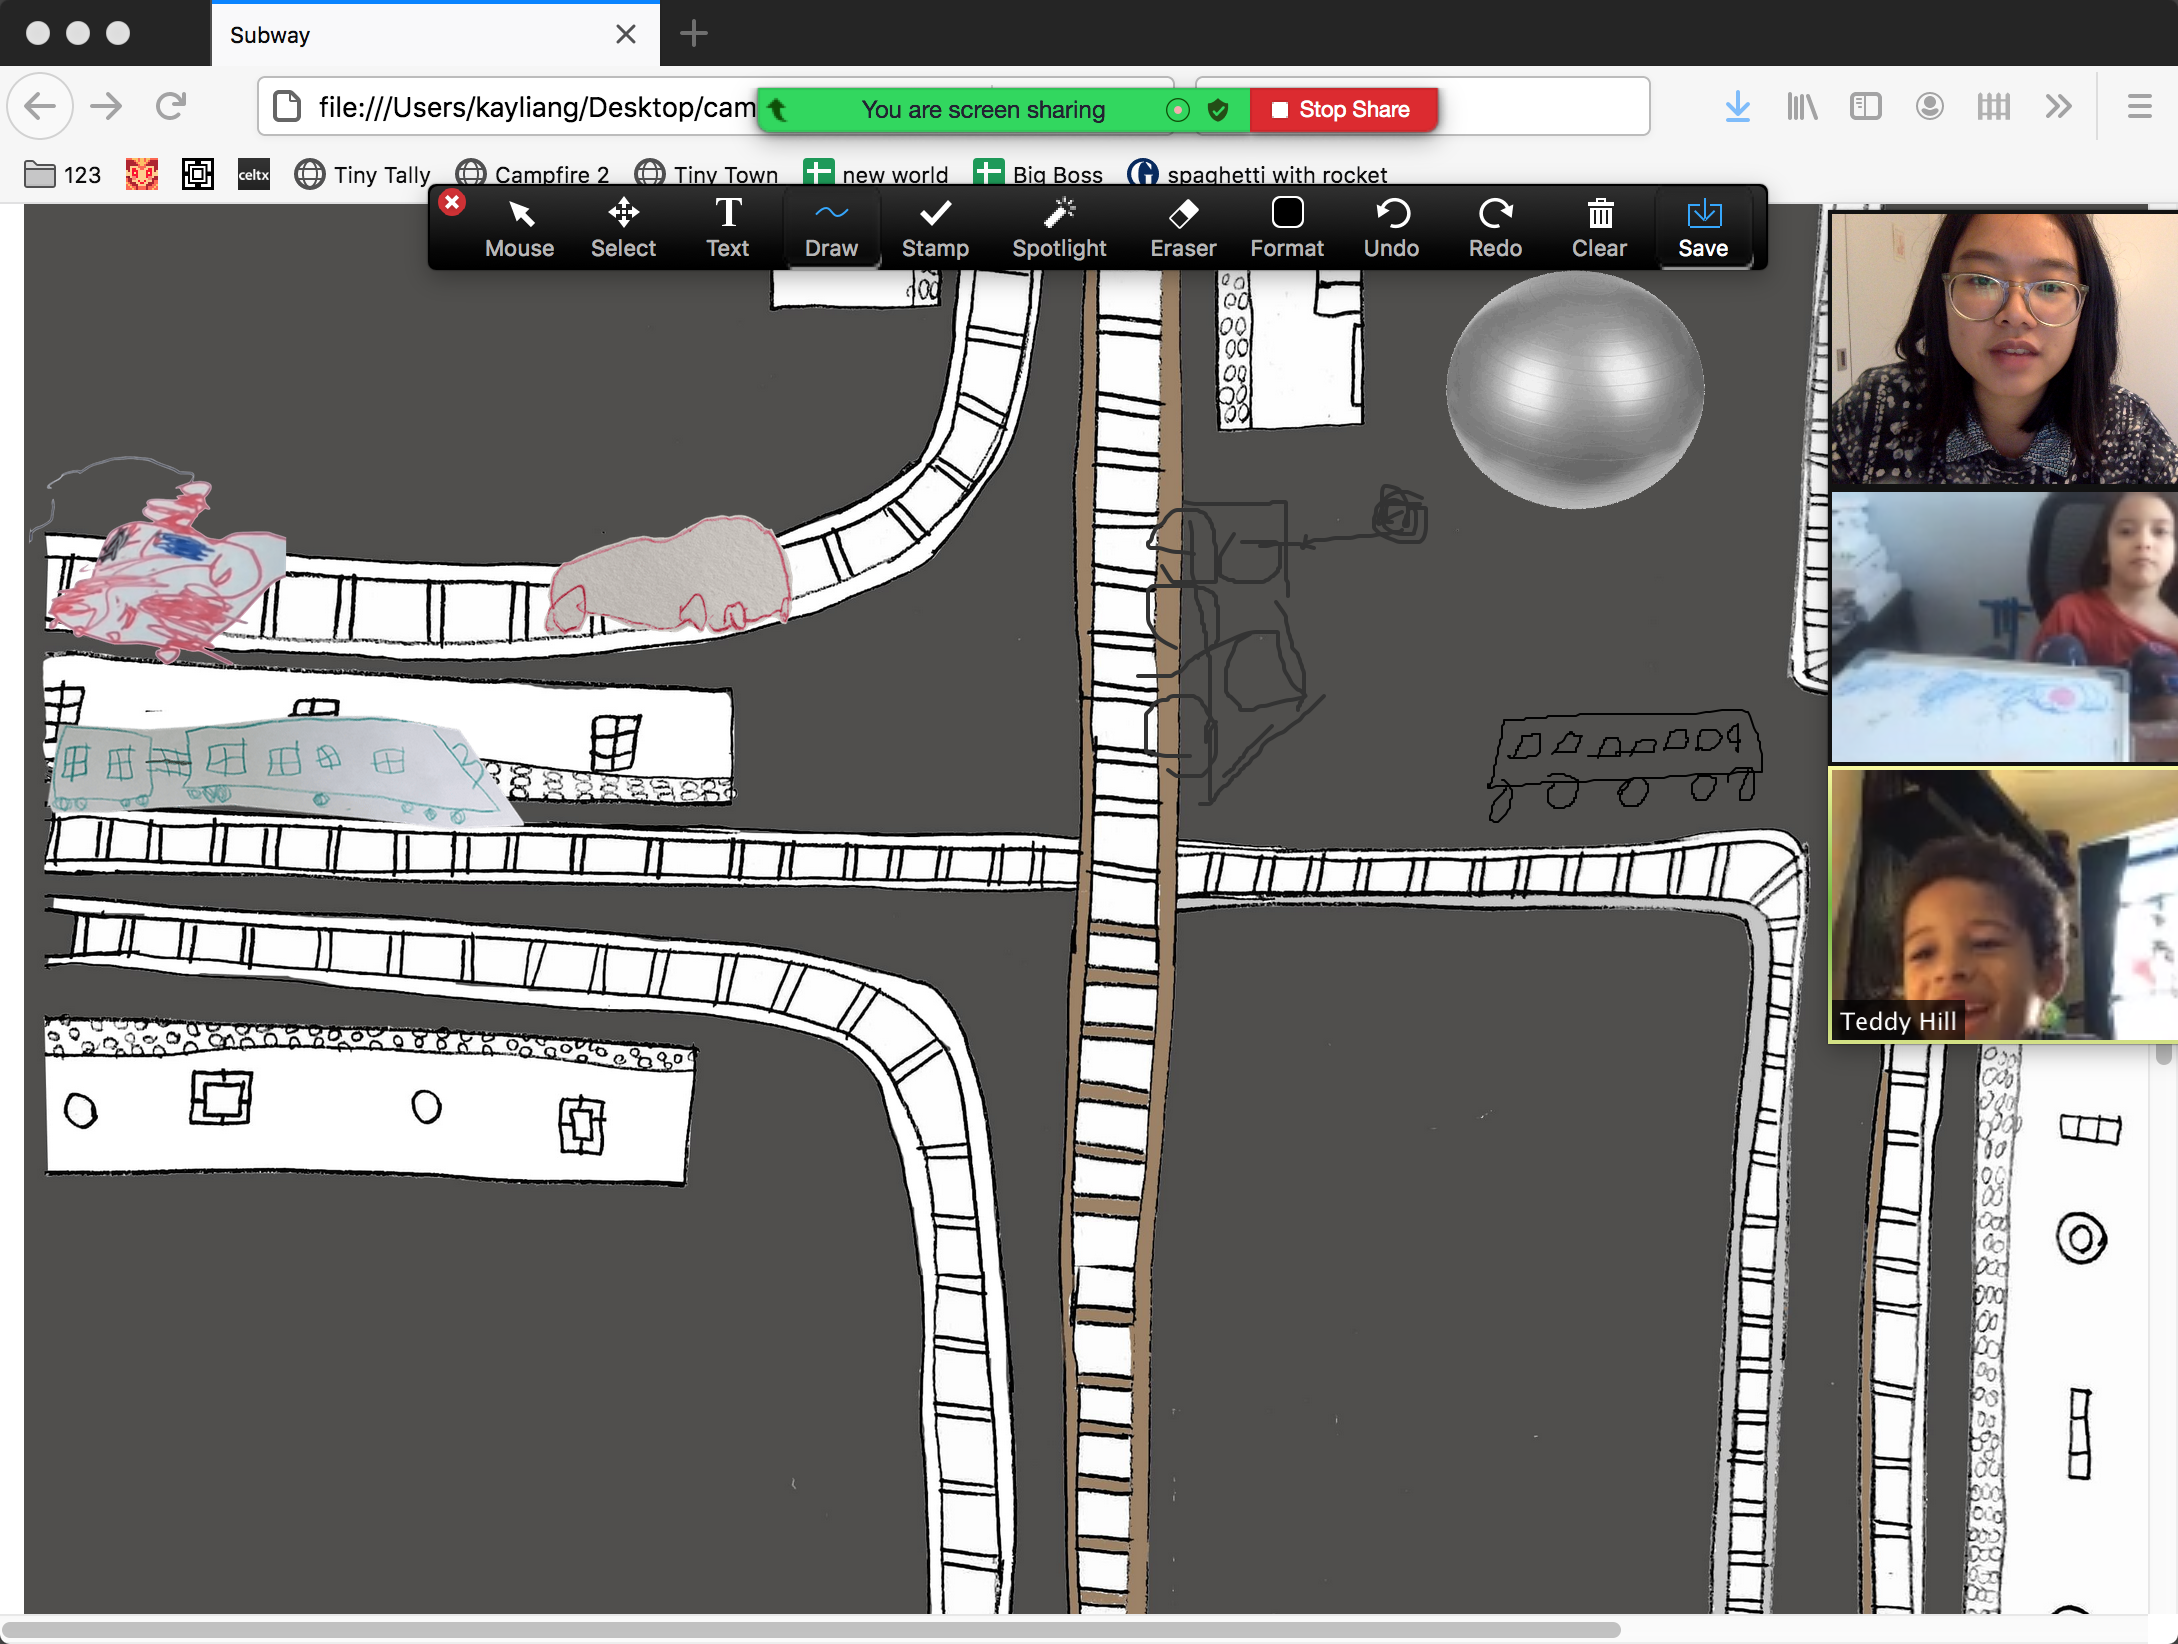 Subway
file:///Users/kayliang/Desktop/cam
You are screen sharing
Stop Share
123
celtx
Tiny Tally
Campfire 2
Tiny Town
new world
Big Boss
spaghetti with rocket
Mouse
Select
Text
Draw
Stamp
Spotlight
Eraser
Format
Undo
Redo
Clear
Save
2
Teddy Hill